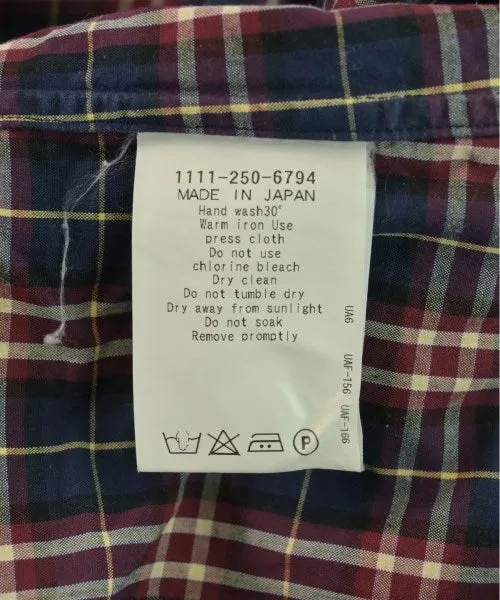 1111-250-6794
MADE IN JAPAN
Hand wash30°
Warm iron Use
press cloth
Do not use
chlorine bleach
Dry clean
Do not tumble dry
Dry away from sunlight
Do not soak
Remove promptly
UA6
UAF-156
UAF-166
P